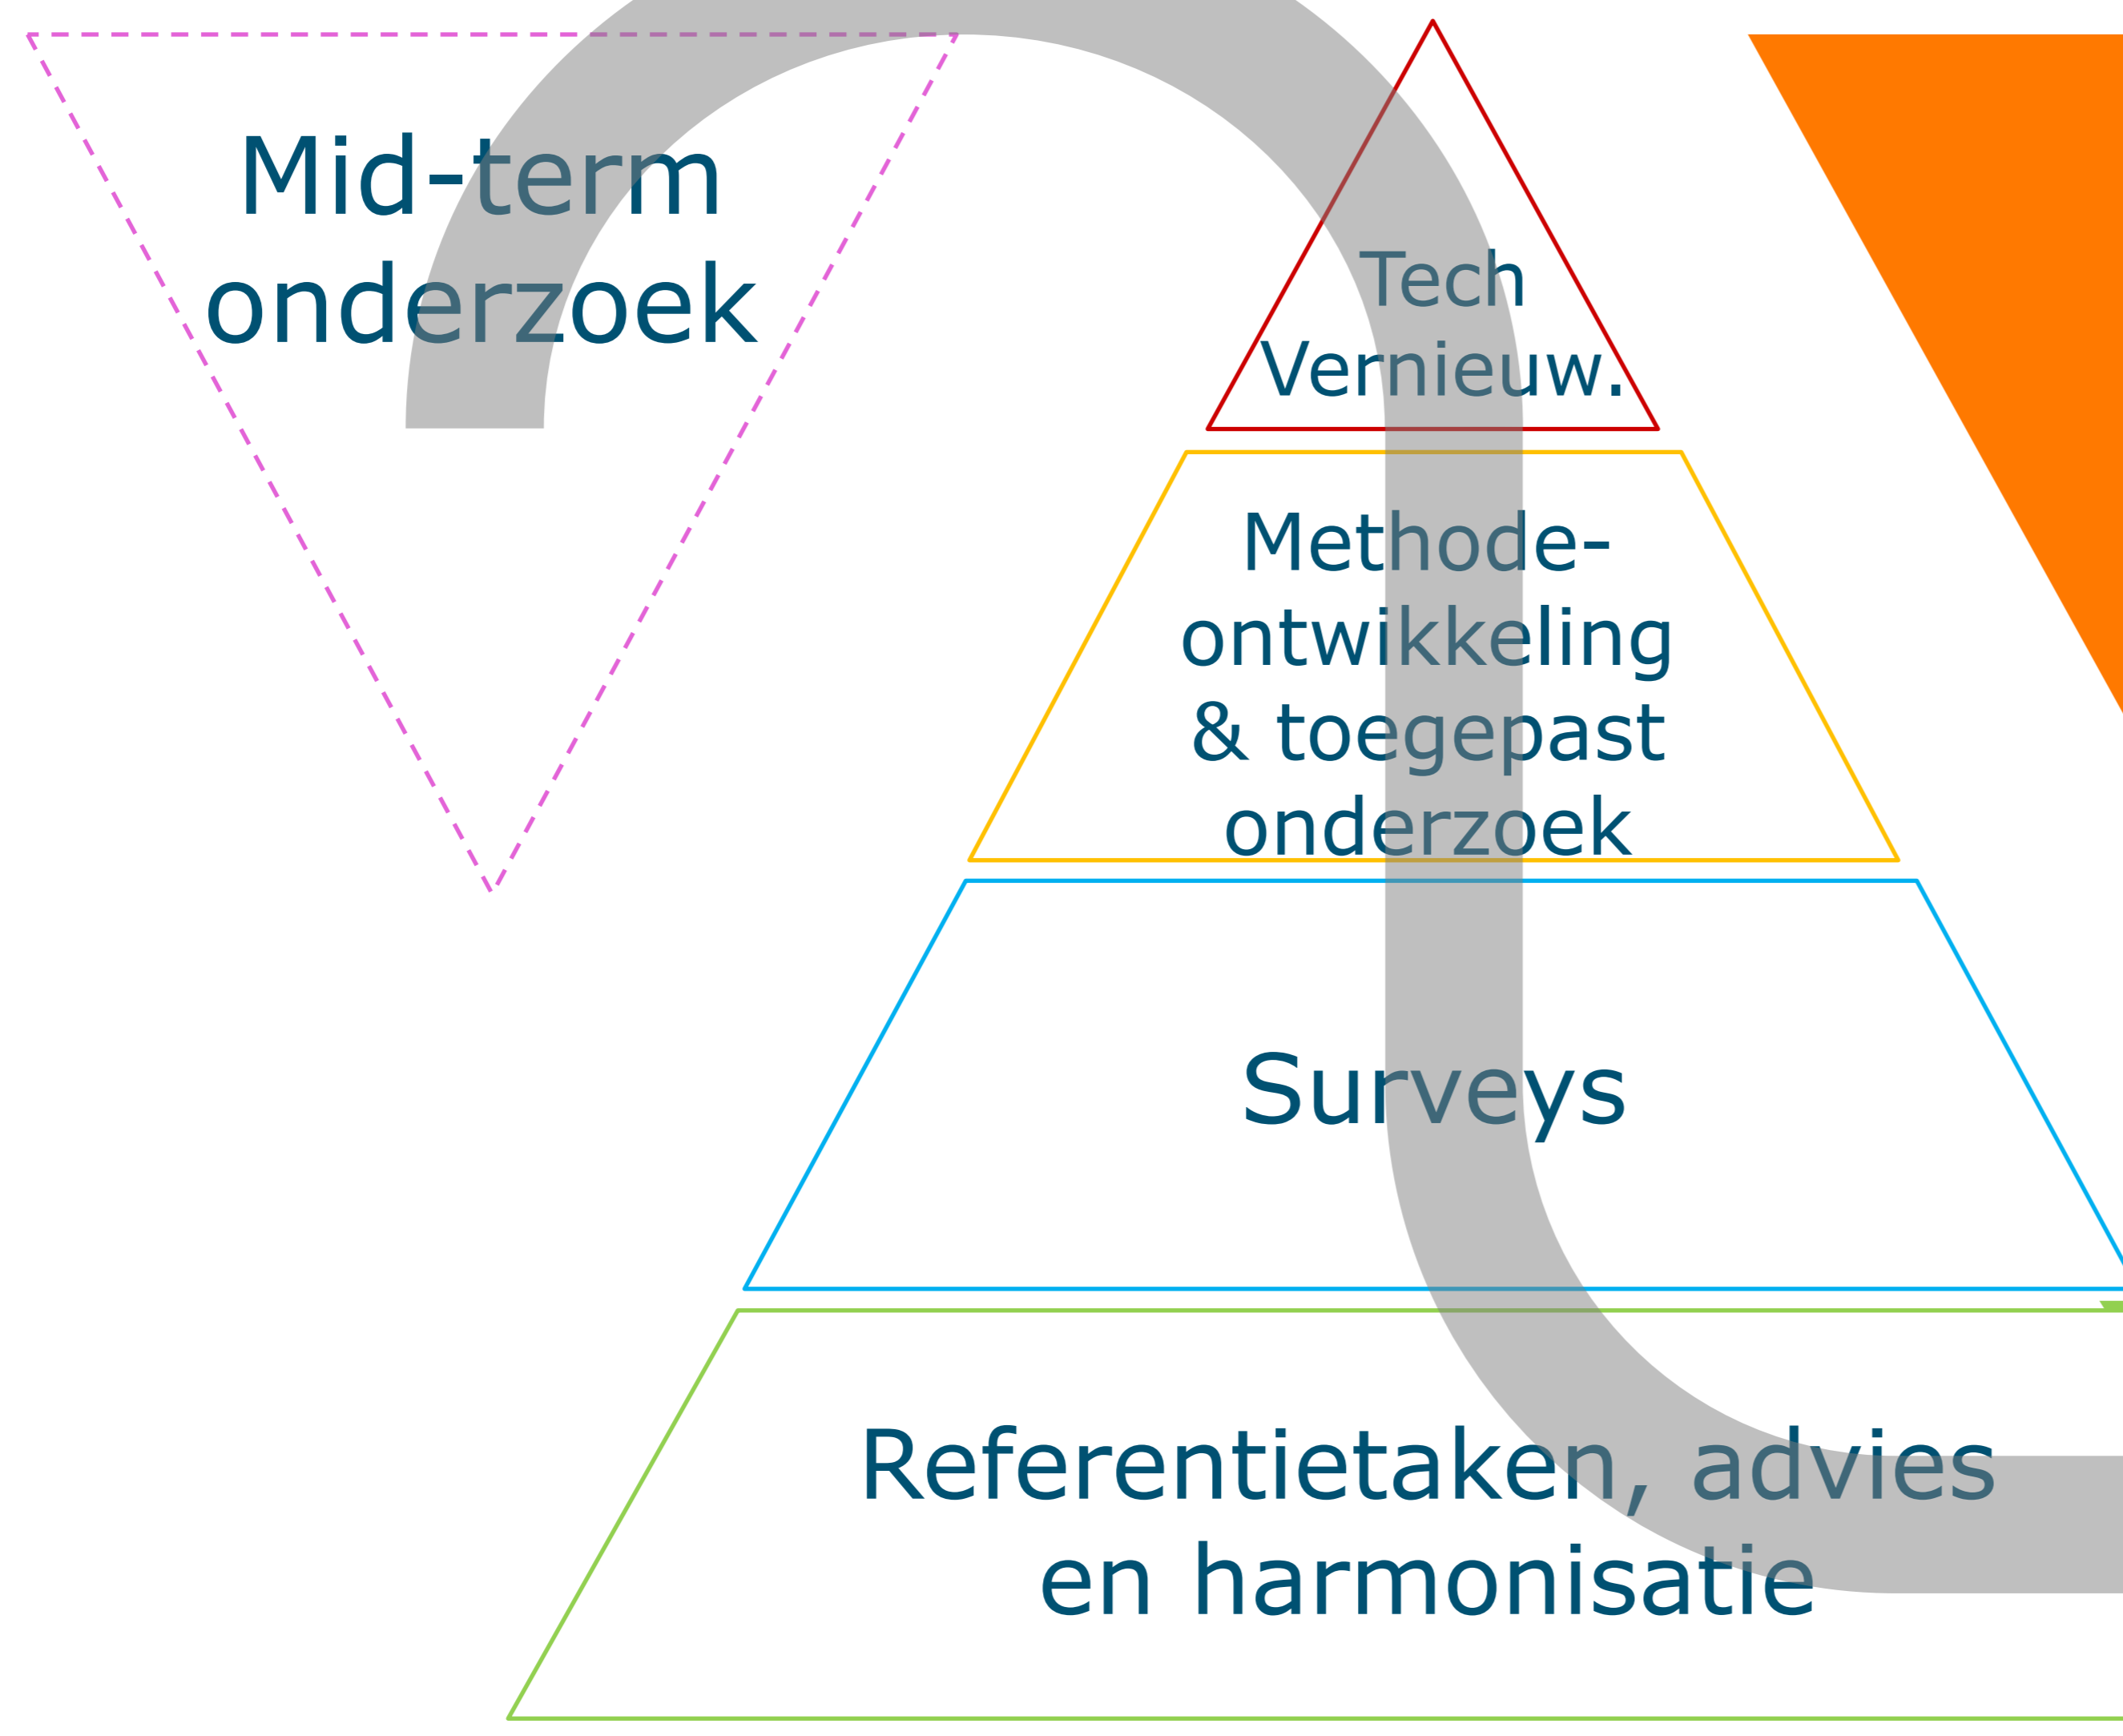 Mid-term
onderzoek
Tech
Vernieuw.
Methode-
ontwikkeling
& toegepast
onderzoek
Surveys
Referentietaken, advies
en harmonisatie